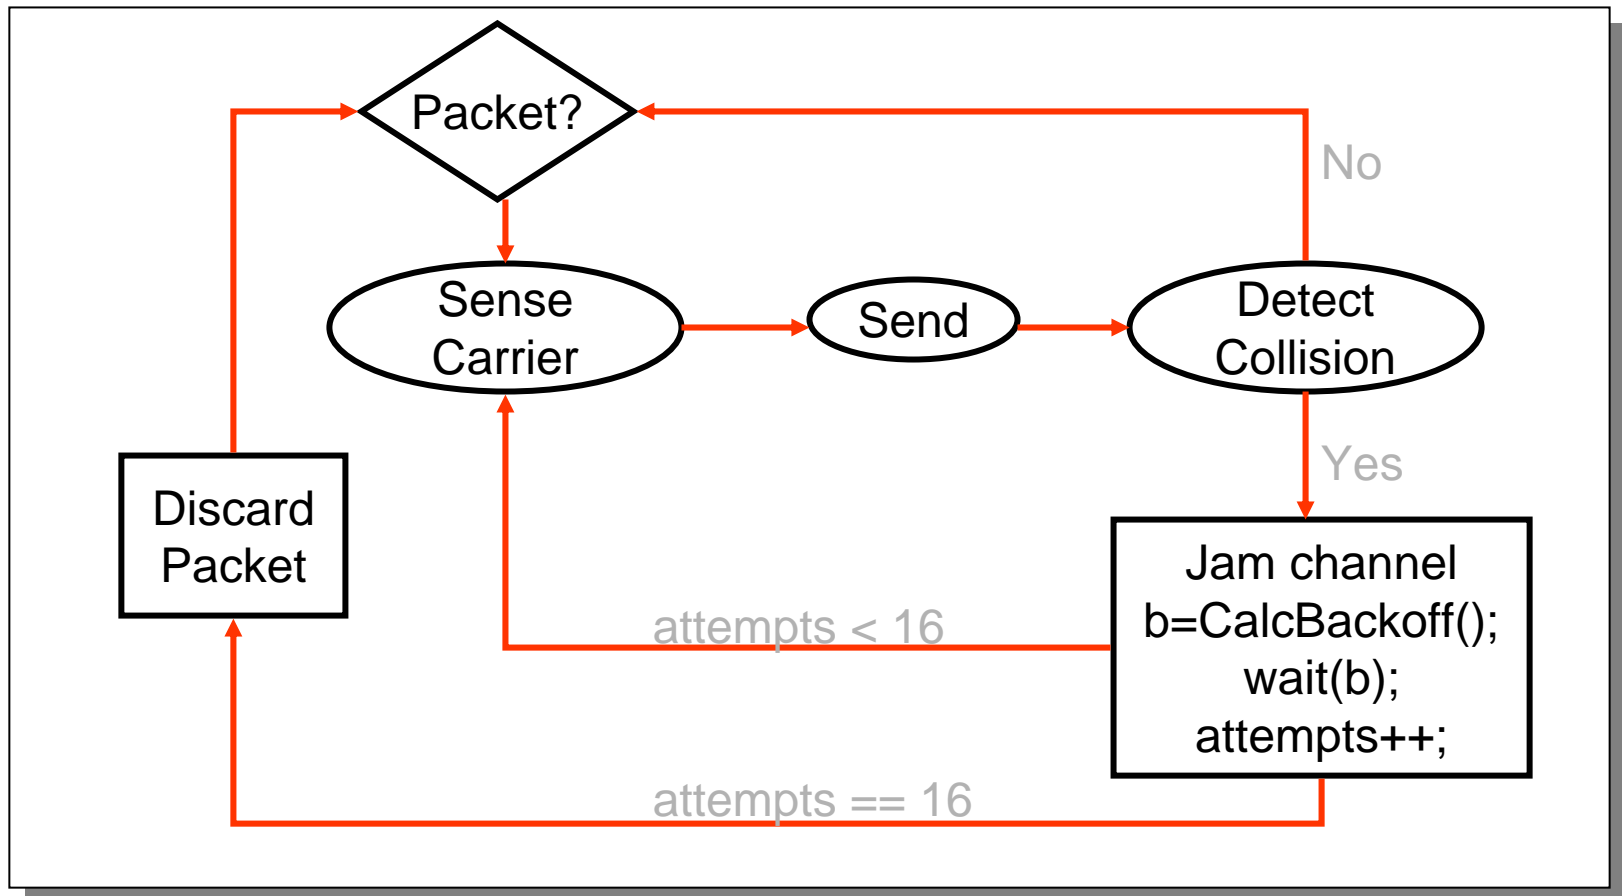 Packet?
No
Sense
Carrier
Send
Detect
Collision
Yes
Discard
Packet
Jam channel
b=CalcBackoff();
wait(b);
attempts++;
attempts < 16
attempts == 16